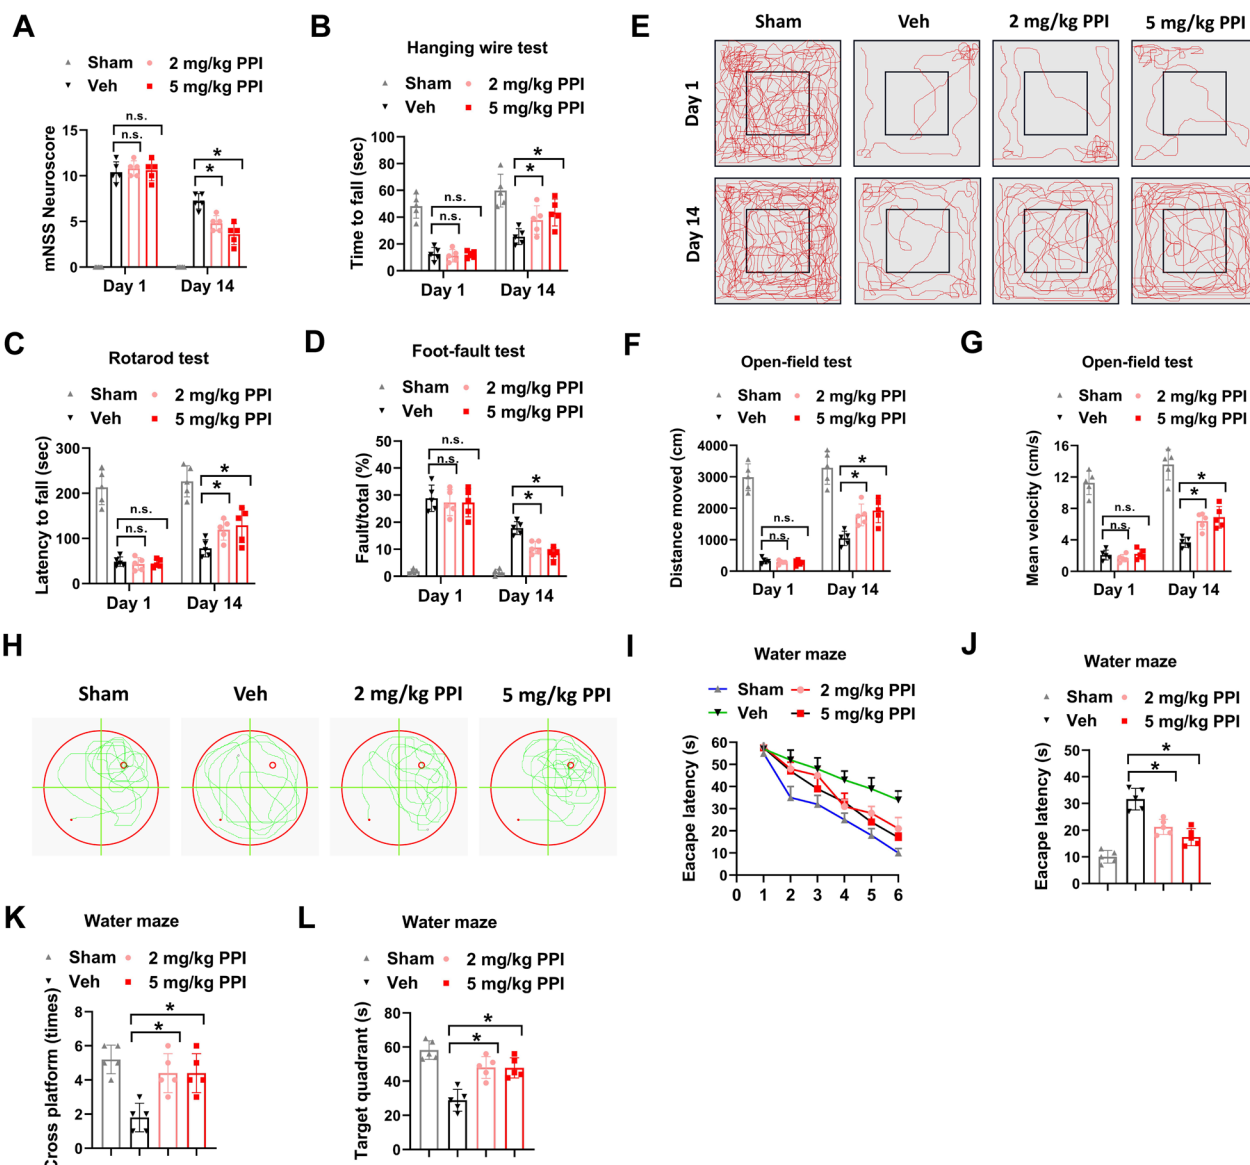 A
Sham 2 mg/kg PPI
Veh 5 mg/kg PPI
n.s.
n.s.
*
*
mNSS Neuroscore
15
10
5
0
Day 1 Day 14
B
Hanging wire test
Sham 2 mg/kg PPI
Veh 5 mg/kg PPI
n.s.
n.s.
*
*
Time to fall (sec)
100
80
60
40
20
0
Day 1 Day 14
E
Sham Veh 2 mg/kg PPI 5 mg/kg PPI
Day 1
Day 14
C
Rotarod test
Sham 2 mg/kg PPI
Veh 5 mg/kg PPI
n.s.
n.s.
*
*
Latency to fall (sec)
300
200
100
0
Day 1 Day 14
D
Foot-fault test
Sham 2 mg/kg PPI
Veh 5 mg/kg PPI
n.s.
n.s.
*
*
Fault/total (%)
50
40
30
20
10
0
Day 1 Day 14
F
Open-field test
Sham 2 mg/kg PPI
Veh 5 mg/kg PPI
n.s.
n.s.
*
*
Distance moved (cm)
4000
3000
2000
1000
0
Day 1 Day 14
G
Open-field test
Sham 2 mg/kg PPI
Veh 5 mg/kg PPI
n.s.
n.s.
*
*
Mean velocity (cm/s)
16
12
8
4
0
Day 1 Day 14
H
Sham Veh 2 mg/kg PPI 5 mg/kg PPI
I
Water maze
Sham 2 mg/kg PPI
Veh 5 mg/kg PPI
Eacape latency (s)
60
50
40
30
20
10
0
0 1 2 3 4 5 6
J
Water maze
Sham 2 mg/kg PPI
Veh 5 mg/kg PPI
*
*
Eacape latency (s)
50
40
30
20
10
0
K
Water maze
Sham 2 mg/kg PPI
Veh 5 mg/kg PPI
*
*
Cross platform (times)
8
6
4
2
0
L
Water maze
Sham 2 mg/kg PPI
Veh 5 mg/kg PPI
*
*
Target quadrant (s)
80
60
40
20
0